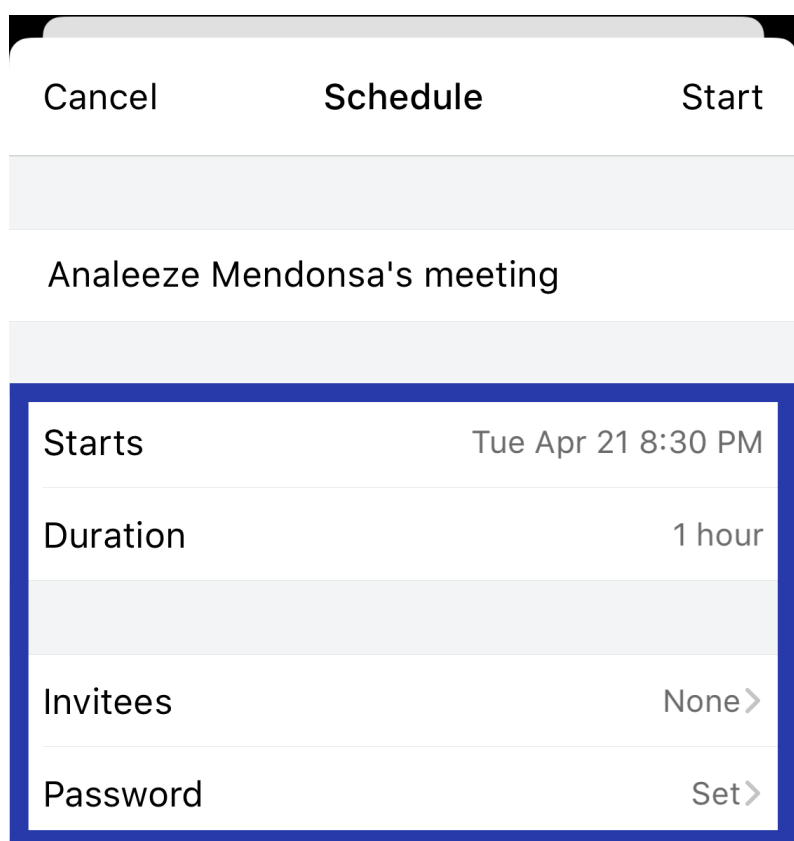 Cancel Schedule Start
Analeeze Mendonsa's meeting
Starts Tue Apr 21 8:30 PM
Duration 1 hour
Invitees None
Password Set